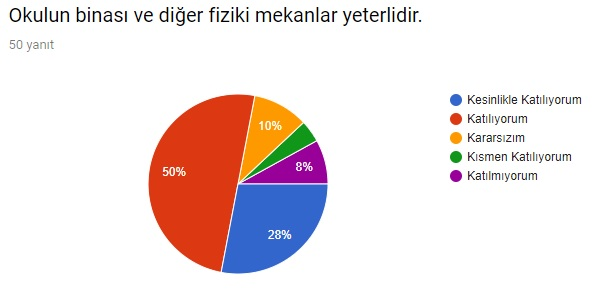 Okulun binası ve diğer fiziki mekanlar yeterlidir.
50 yanıt
Kesinlikle Katılıyorum
Katılıyorum
Kararsızım
Kısmen Katılıyorum
Katılmıyorum
10%
50%
8%
28%